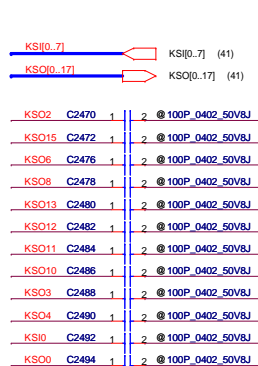 KSI[0..7] KSI[0..7] (41)
KSO[0..17] KSO[0..17] (41)
KSO2 C2470 1 2 @100P_0402_50V8J
KSO15 C2472 1 2 @100P_0402_50V8J
KSO6 C2476 1 2 @100P_0402_50V8J
KSO8 C2478 1 2 @100P_0402_50V8J
KSO13 C2480 1 2 @100P_0402_50V8J
KSO12 C2482 1 2 @100P_0402_50V8J
KSO11 C2484 1 2 @100P_0402_50V8J
KSO10 C2486 1 2 @100P_0402_50V8J
KSO3 C2488 1 2 @100P_0402_50V8J
KSO4 C2490 1 2 @100P_0402_50V8J
KSI0 C2492 1 2 @100P_0402_50V8J
KSO0 C2494 1 2 @100P_0402_50V8J